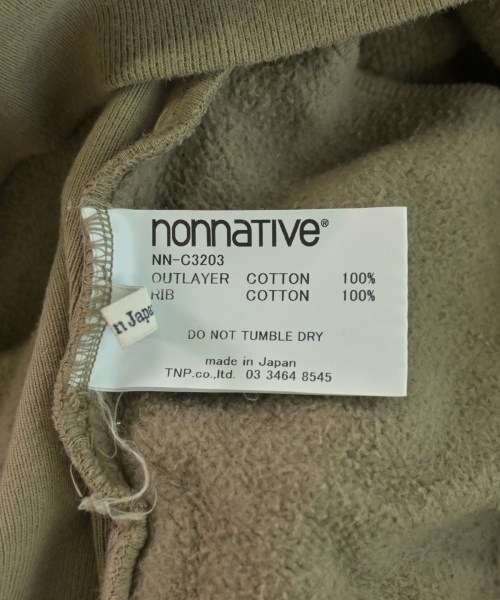 nonnative®
NN-C3203
OUTLAYER COTTON 100%
RIB COTTON 100%
n Japa
DO NOT TUMBLE DRY
made in Japan
TNP.co.,ltd. 03 3464 8545